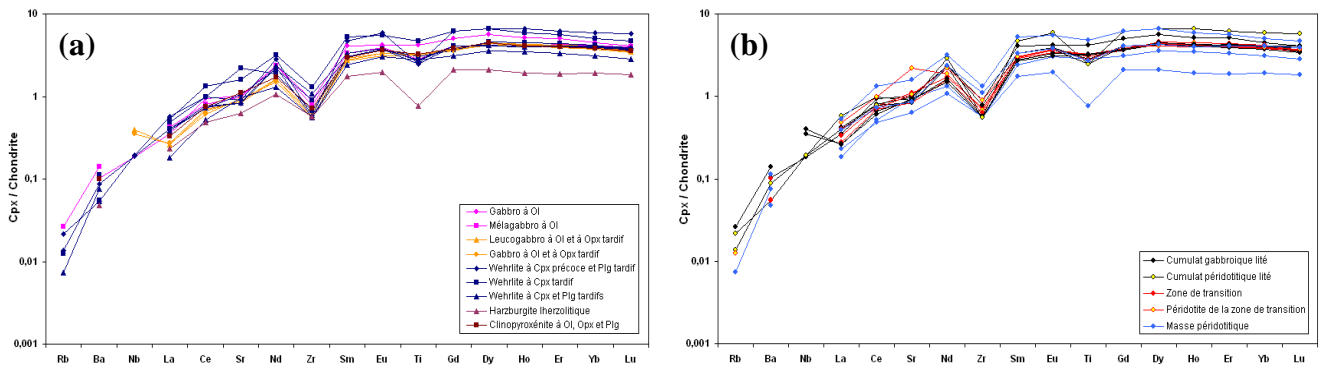 (a)
Cpx / Chondrite
10
1
0,1
0,01
0,001
Rb Ba Nb La Ce Sr Nd Zr Sm Eu Ti Gd Dy Ho Er Yb Lu
Gabbro à Ol
Mélagabbro à Ol
Leucogabbro à Ol et à Opx tardif
Gabbro à Ol et à Opx tardif
Wehrlite à Cpx précoce et Plg tardif
Wehrlite à Cpx tardif
Wehrlite à Cpx et Plg tardifs
Harzburgite lherzolitique
Clinopyroxénite à Ol, Opx et Plg
(b)
Cpx / Chondrite
10
1
0,1
0,01
0,001
Rb Ba Nb La Ce Sr Nd Zr Sm Eu Ti Gd Dy Ho Er Yb Lu
Cumulat gabbroique lité
Cumulat péridotitique lité
Zone de transition
Péridotite de la zone de transition
Masse péridotitique